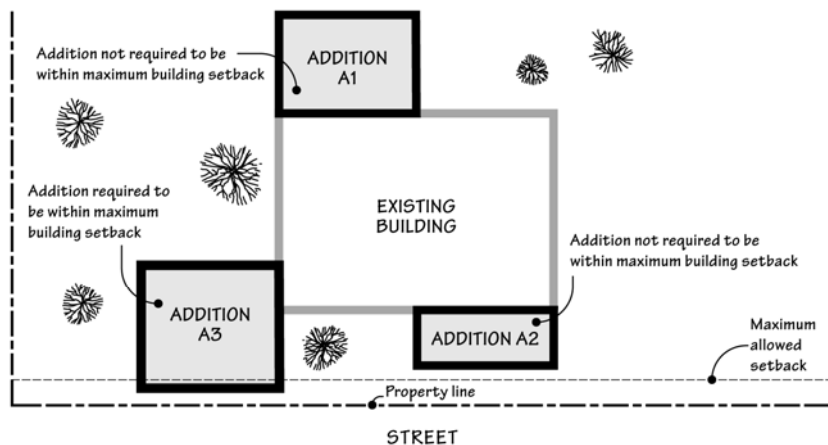 Addition not required to be
within maximum building setback
ADDITION
A1
Addition required to
be within maximum
building setback
EXISTING
BUILDING
Addition not required to be
within maximum building setback
ADDITION
A3
ADDITION A2
Maximum
allowed
setback
Property line
STREET